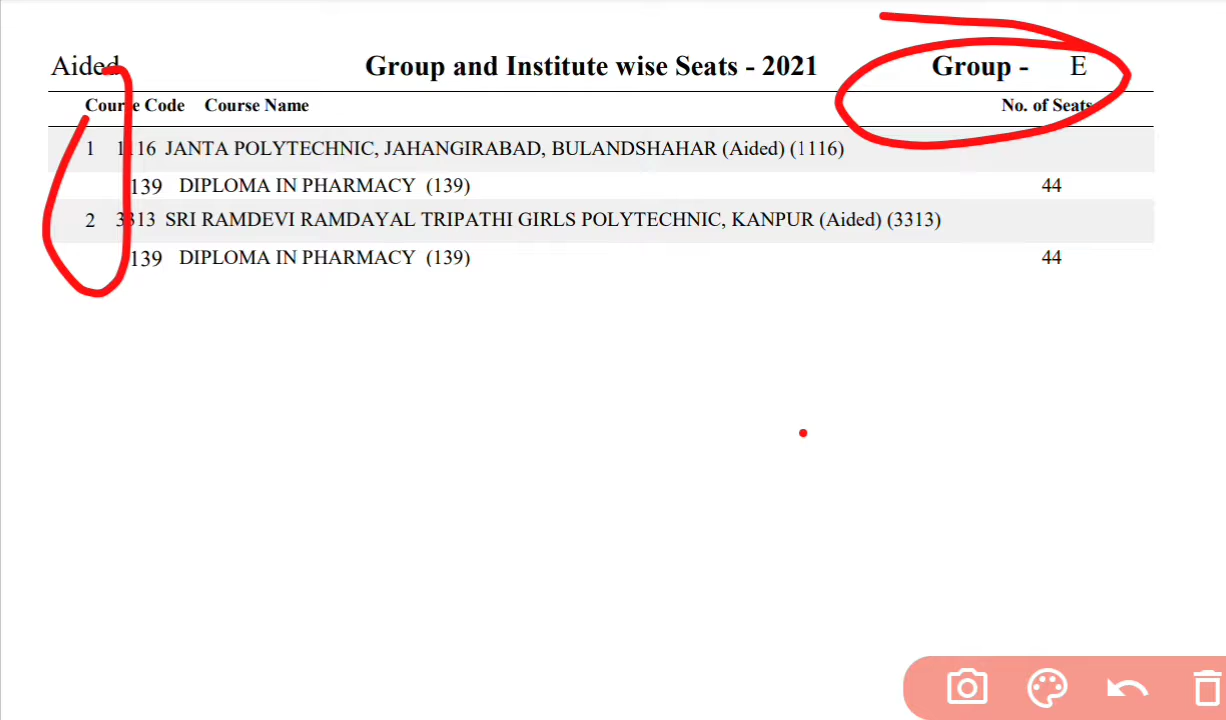 Aided Group and Institute wise Seats - 2021 Group - E
Course Code Course Name No. of Seats
1 1116 JANTA POLYTECHNIC, JAHANGIRABAD, BULANDSHAHAR (Aided) (1116)
139 DIPLOMA IN PHARMACY (139) 44
2 3313 SRI RAMDEVI RAMDAYAL TRIPATHI GIRLS POLYTECHNIC, KANPUR (Aided) (3313)
139 DIPLOMA IN PHARMACY (139) 44